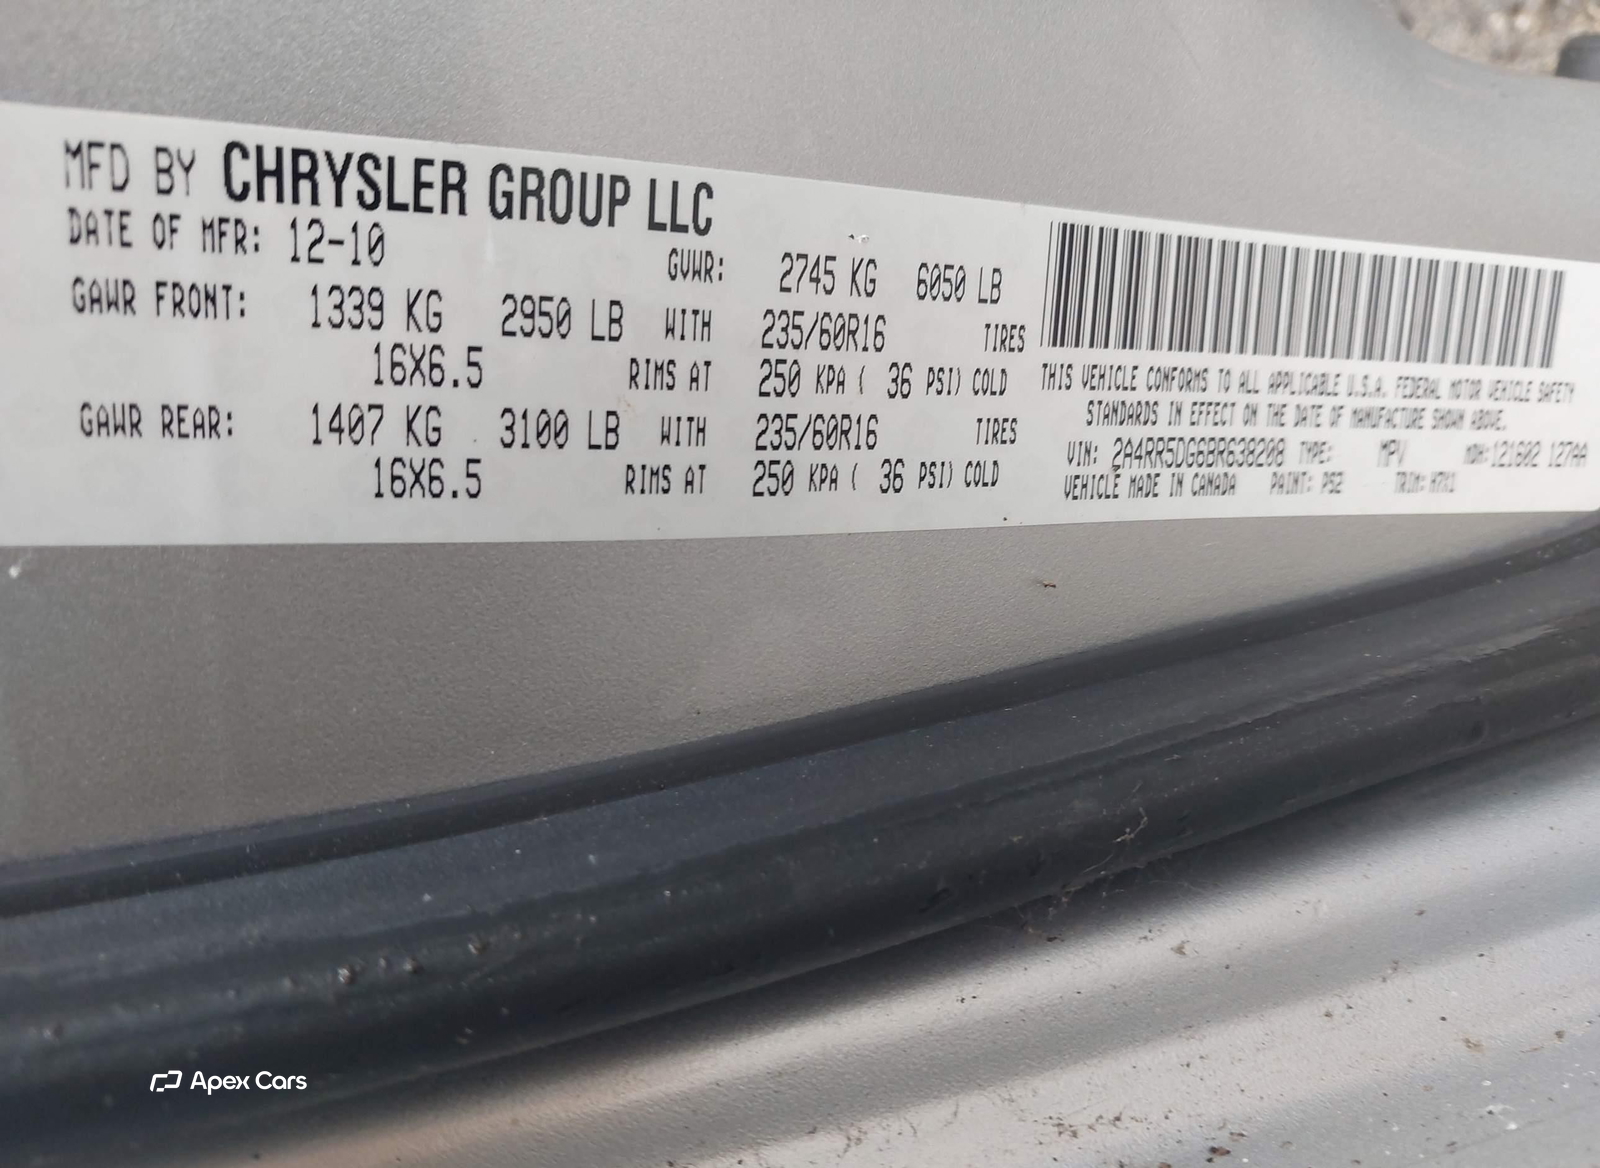 MFD BY CHRYSLER GROUP LLC
DATE OF MFR: 12-10 GVWR: 2745 KG 6050 LB
GAWR FRONT: 1339 KG 2950 LB WITH 235/60R16 TIRES
16X6.5 RIMS AT 250 KPA ( 36 PSI) COLD
GAWR REAR: 1407 KG 3100 LB WITH 235/60R16 TIRES
16X6.5 RIMS AT 250 KPA ( 36 PSI) COLD
THIS VEHICLE CONFORMS TO ALL APPLICABLE U.S.A. FEDERAL MOTOR VEHICLE SAFETY
STANDARDS IN EFFECT ON THE DATE OF MANUFACTURE SHOWN ABOVE.
VIN: 2A4RR5DG6BR638208 TYPE: MPV MDH: 121602 127AA
VEHICLE MADE IN CANADA PAINT: PS2 TRIM:
Apex Cars